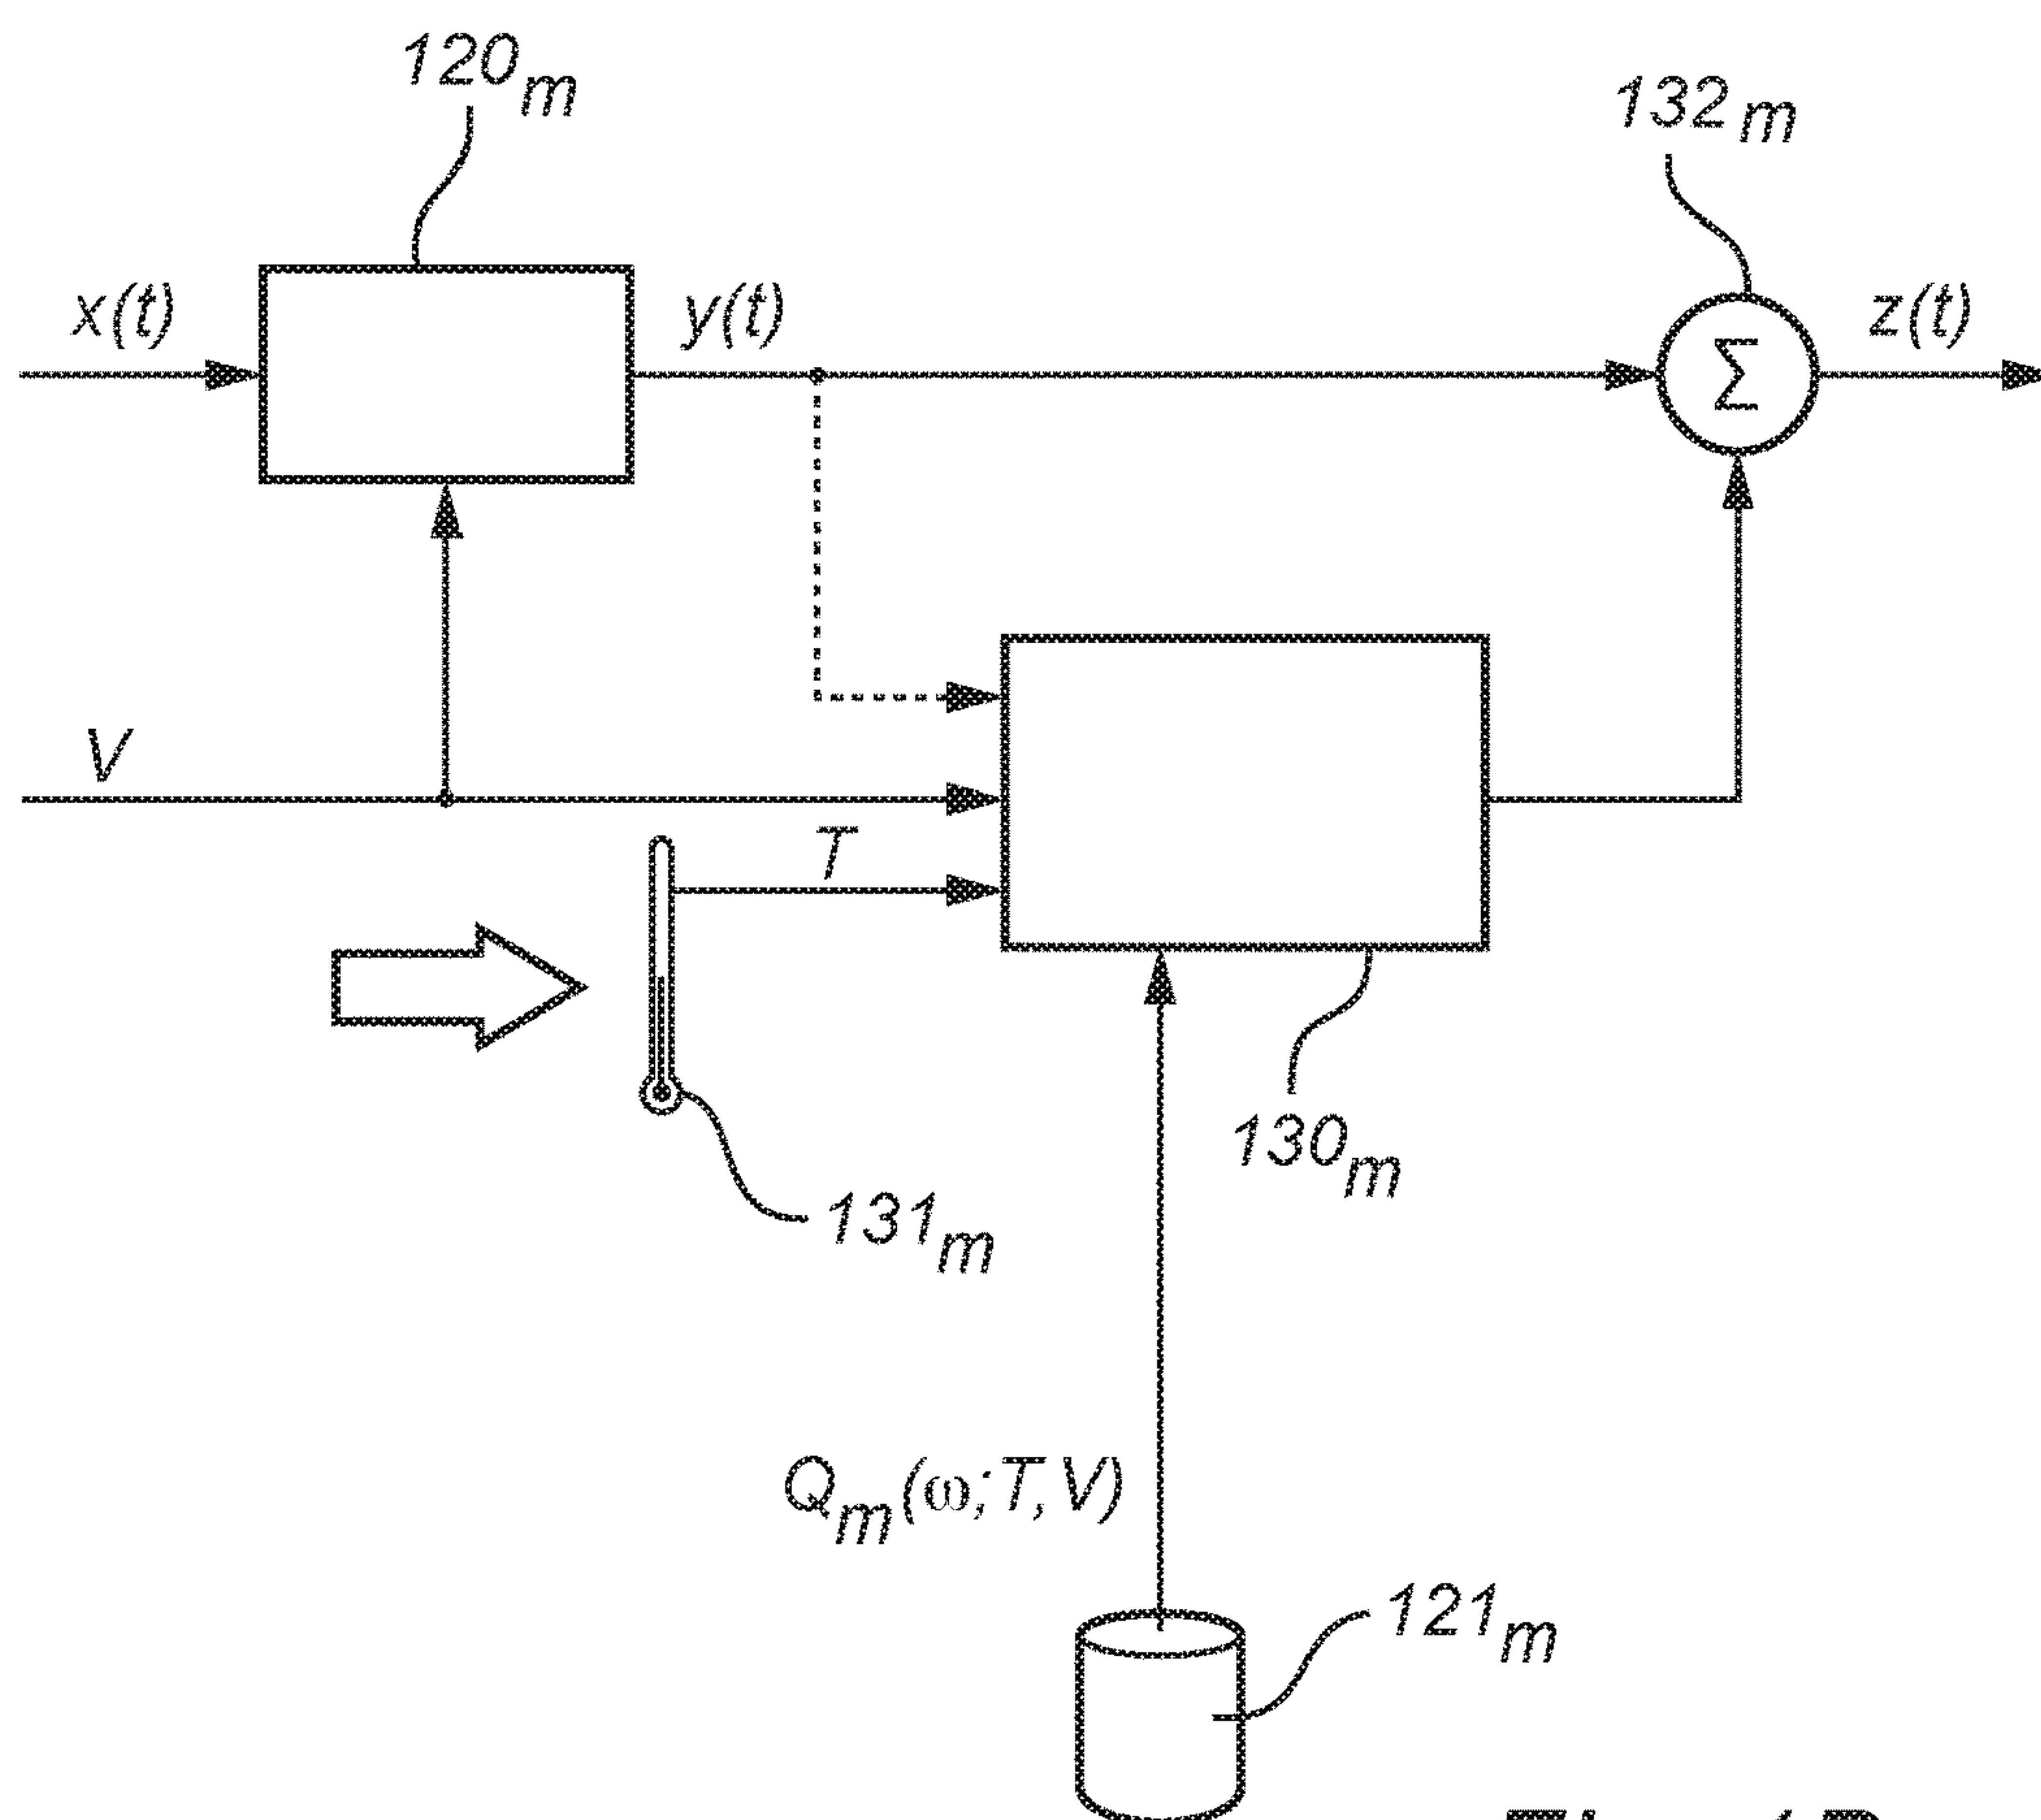 120m
132m
x(t)
y(t)
Σ
z(t)
V
T
130m
131m
Qm(ω;T,V)
121m